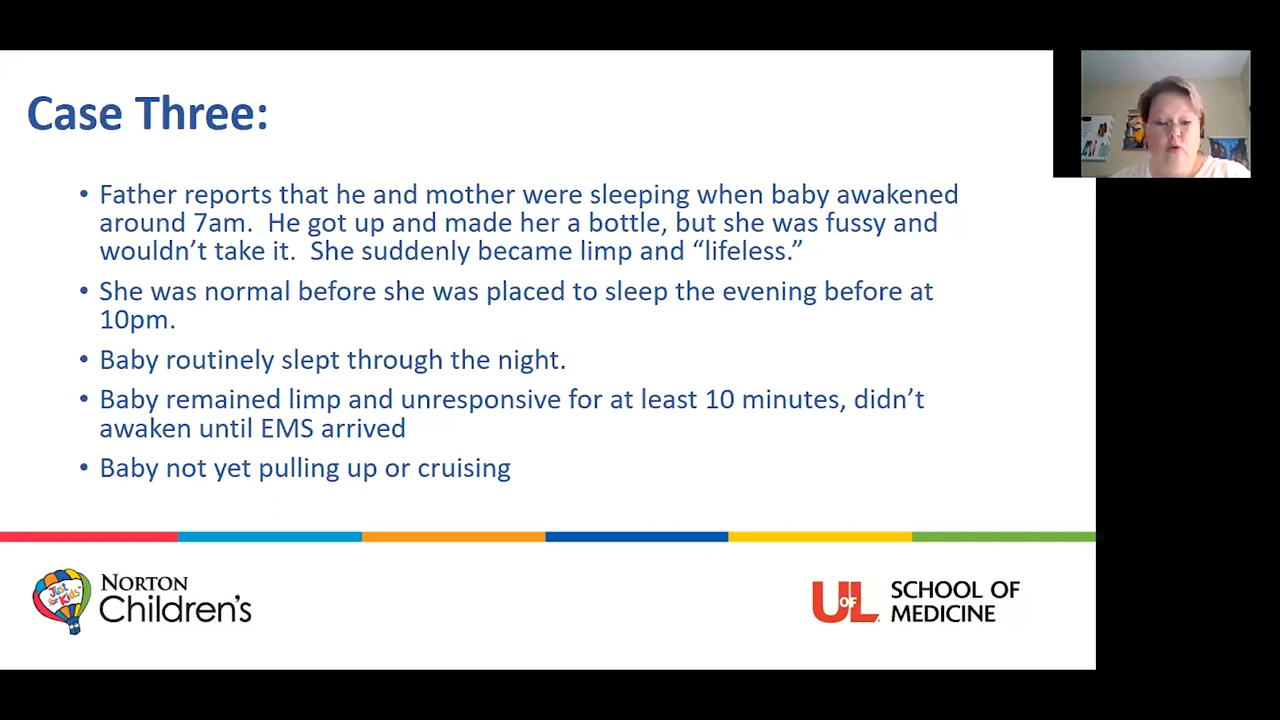 Case Three:
• Father reports that he and mother were sleeping when baby awakened
around 7am.  He got up and made her a bottle, but she was fussy and
wouldn’t take it.  She suddenly became limp and “lifeless.”
• She was normal before she was placed to sleep the evening before at
10pm.
• Baby routinely slept through the night.
• Baby remained limp and unresponsive for at least 10 minutes, didn’t
awaken until EMS arrived
• Baby not yet pulling up or cruising
Just
for Kids
NORTON
Children's
UOFL
SCHOOL OF
MEDICINE